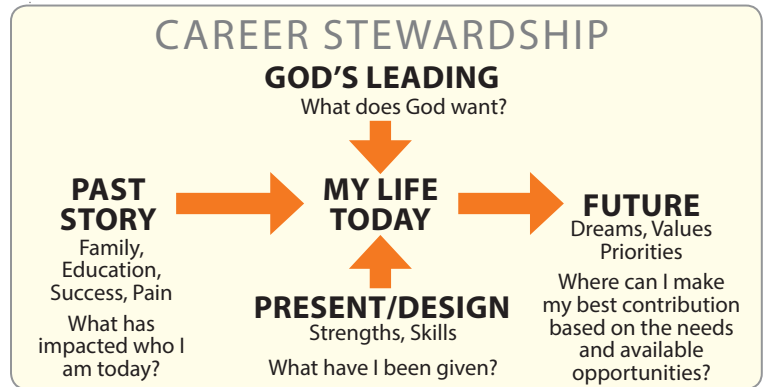 CAREER STEWARDSHIP
GOD'S LEADING
What does God want?
PAST
STORY
Family,
Education,
Success, Pain
What has
impacted who I
am today?
MY LIFE
TODAY
PRESENT/DESIGN
Strengths, Skills
What have I been given?
FUTURE
Dreams, Values
Priorities
Where can I make
my best contribution
based on the needs
and available
opportunities?